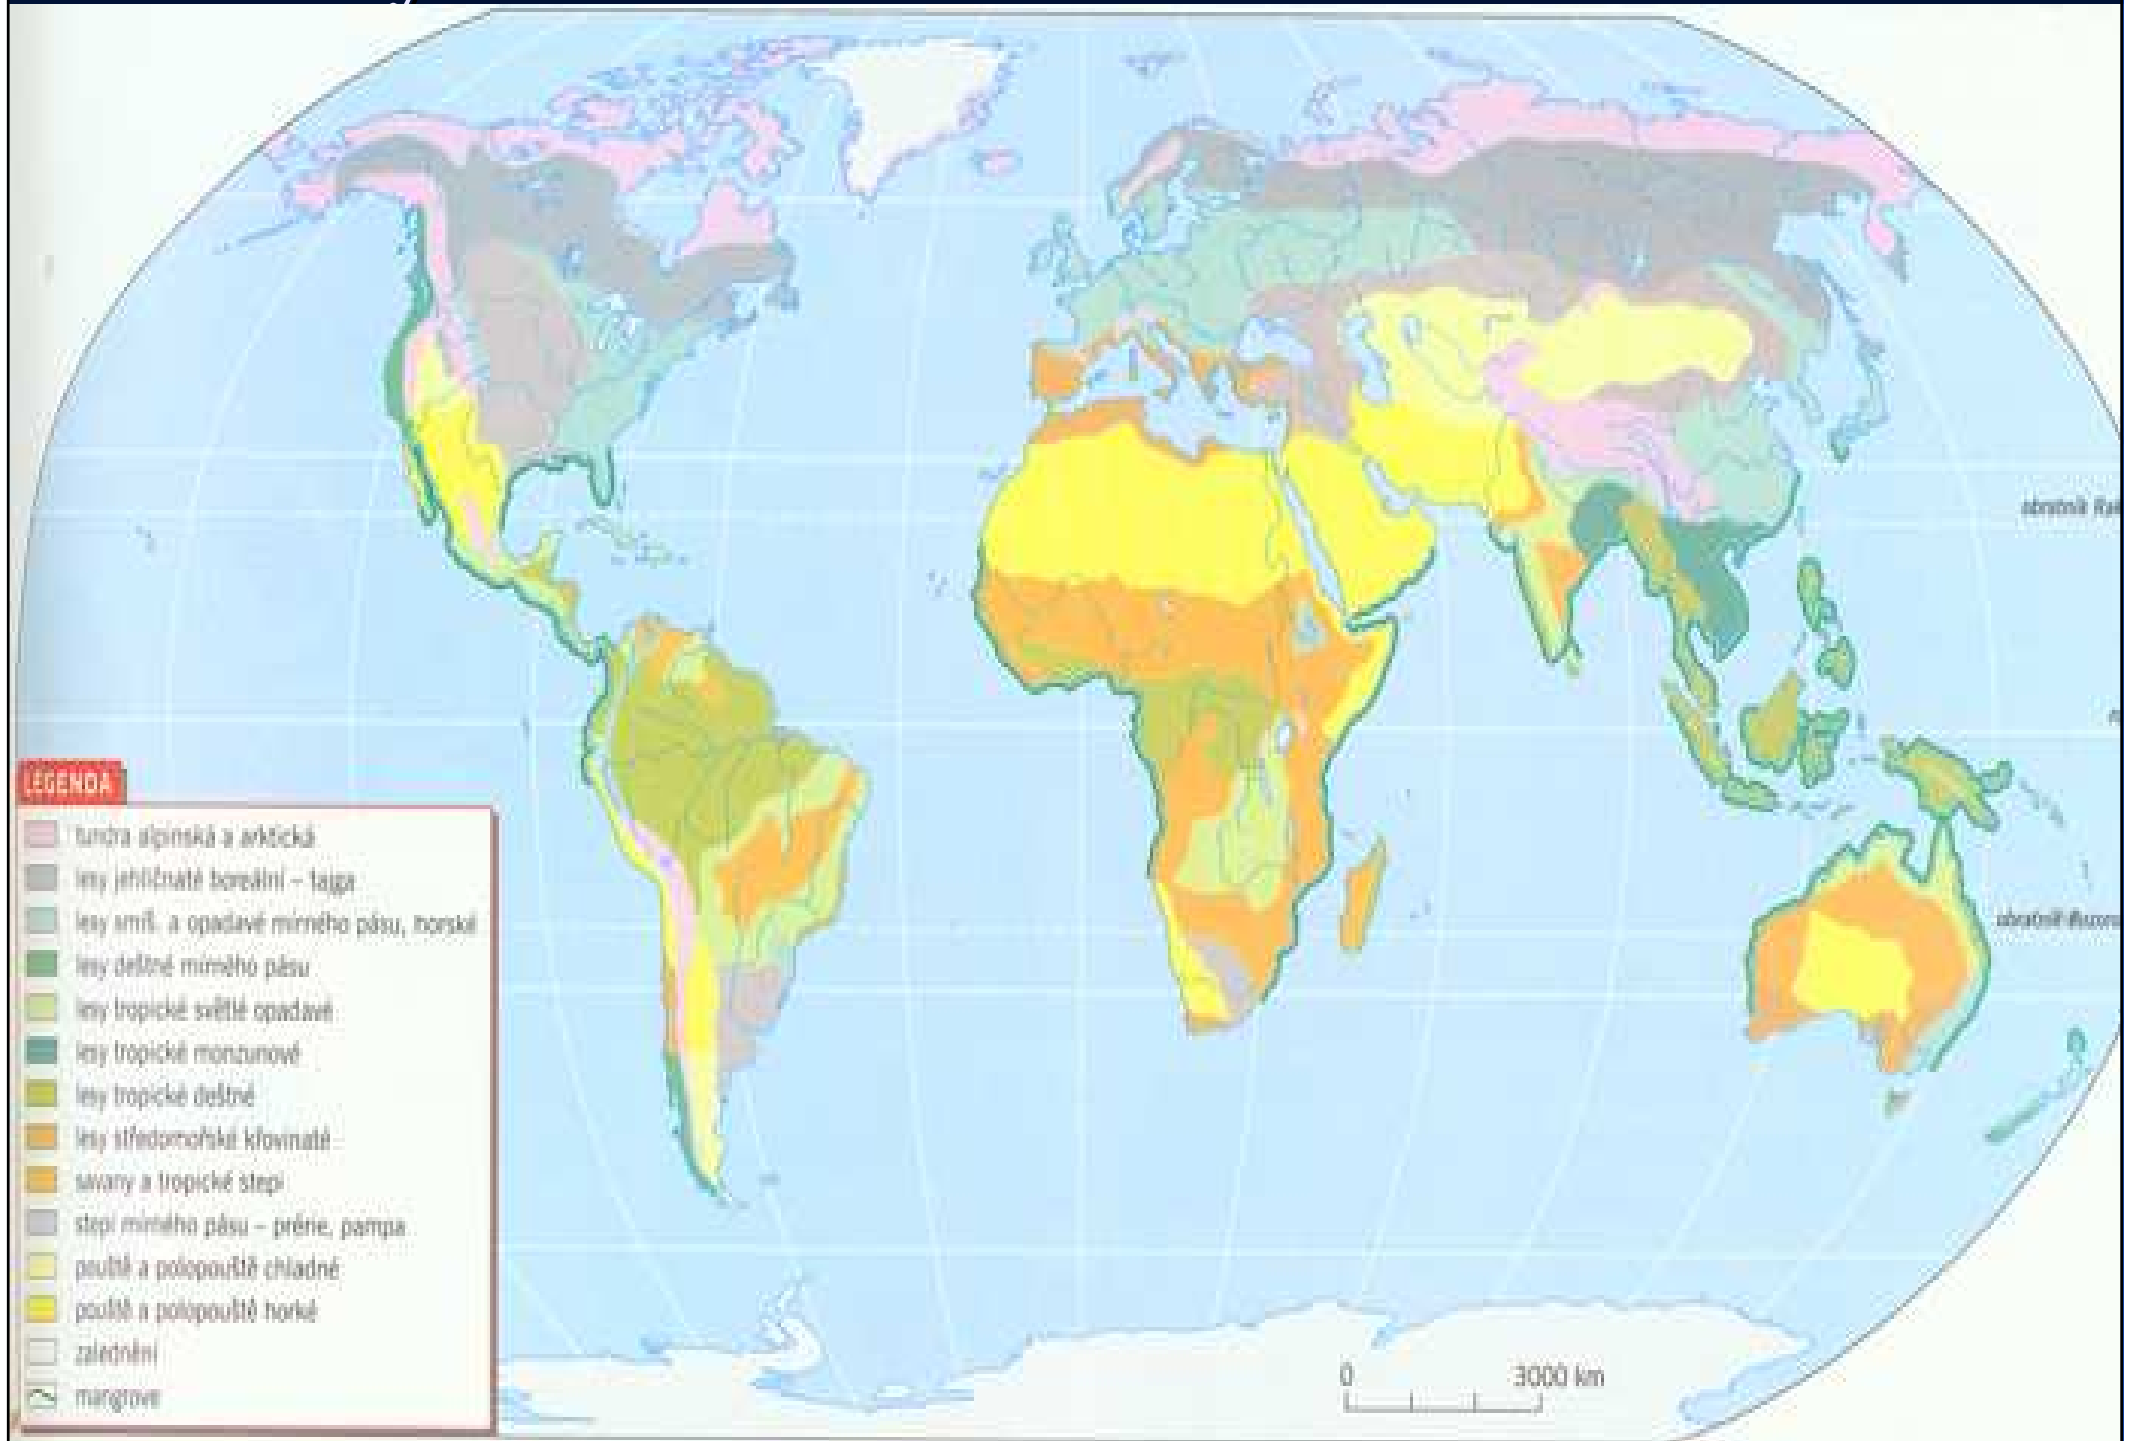 LEGENDA
tundra alpinská a arktická
lesy jehličnaté boreální – tajga
lesy smíš. a opadavé mírného pásu, horské
lesy deštné mírného pásu
lesy tropické světlé opadavé
lesy tropické monzunové
lesy tropické deštné
lesy středomořské křovinaté
savany a tropické stepi
stepi mírného pásu – prérie, pampa
pouště a polopouště chladné
pouště a polopouště horké
zalednění
mangrove
obratník
obratník
0 3000 km